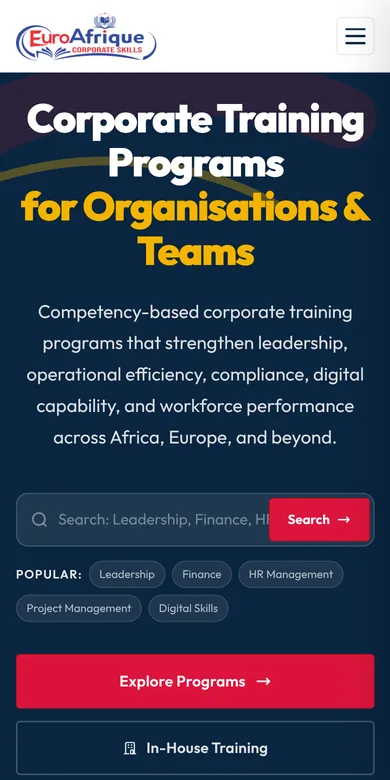 EuroAfrique
CORPORATE SKILLS
Corporate Training
Programs
for Organisations &
Teams
Competency-based corporate training
programs that strengthen leadership,
operational efficiency, compliance, digital
capability, and workforce performance
across Africa, Europe, and beyond.
Search: Leadership, Finance, HR Search →
POPULAR: Leadership Finance HR Management
Project Management Digital Skills
Explore Programs →
In-House Training